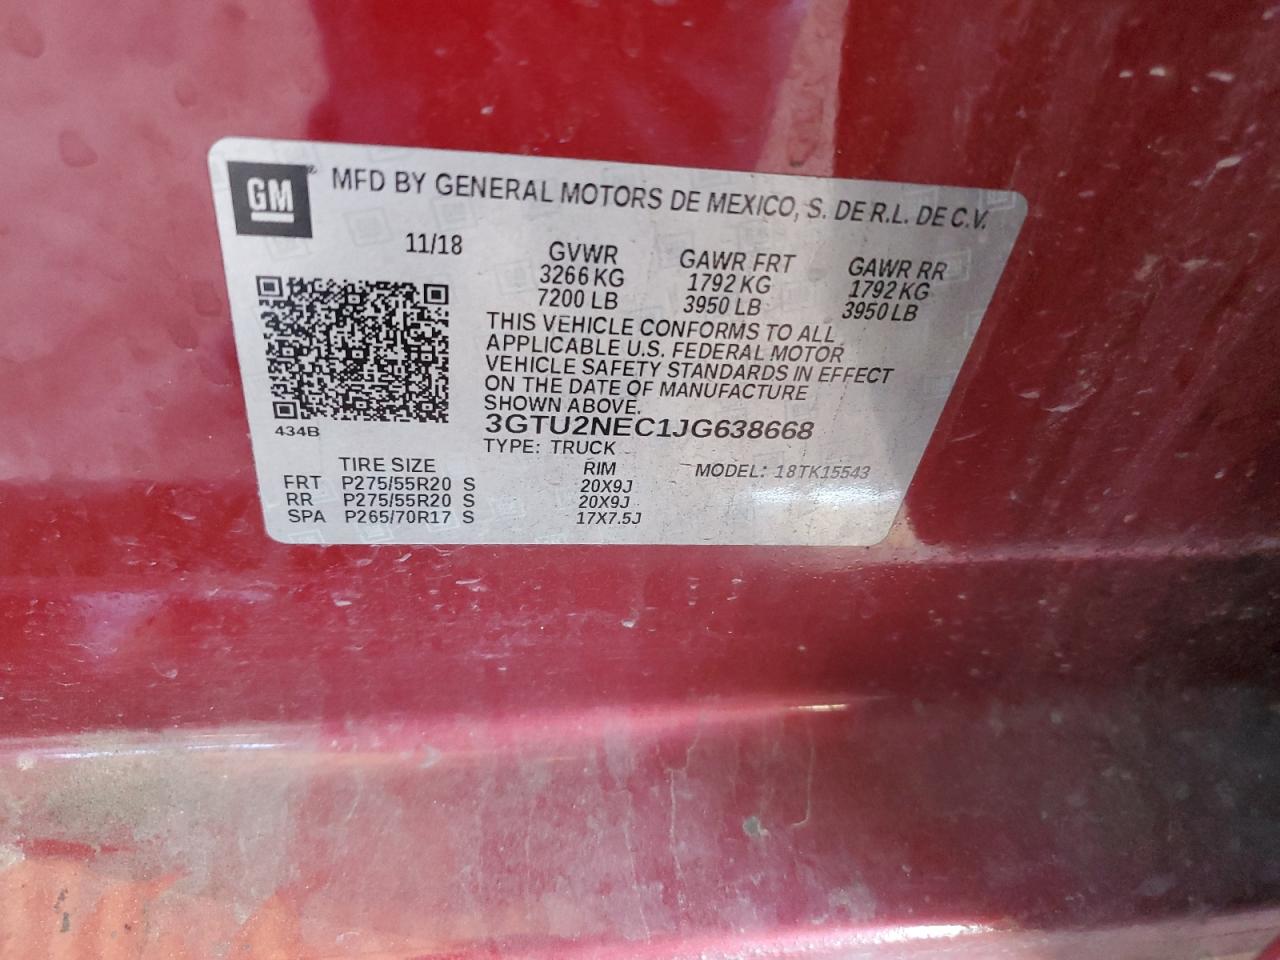 GM® MFD BY GENERAL MOTORS DE MEXICO, S. DE R.L. DE C.V.
11/18 GVWR GAWR FRT GAWR RR
3266 KG 1792 KG 1792 KG
7200 LB 3950 LB 3950 LB
THIS VEHICLE CONFORMS TO ALL
APPLICABLE U.S. FEDERAL MOTOR
VEHICLE SAFETY STANDARDS IN EFFECT
ON THE DATE OF MANUFACTURE
SHOWN ABOVE.
434B 3GTU2NEC1JG638668
TYPE: TRUCK
TIRE SIZE RIM MODEL: 18TK15543
FRT P275/55R20 S 20X9J
RR P275/55R20 S 20X9J
SPA P265/70R17 S 17X7.5J